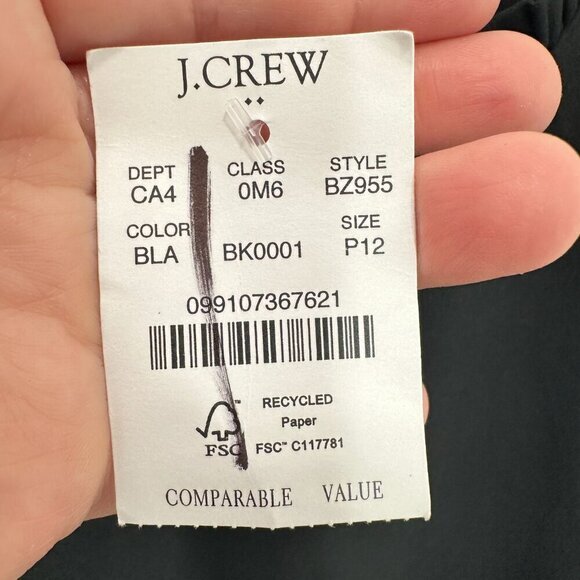 J.CREW
DEPT CLASS STYLE
CA4 0M6 BZ955
COLOR SIZE
BLA BK0001 P12
099107367621
RECYCLED
Paper
FSC™ C117781
FSC
COMPARABLE VALUE